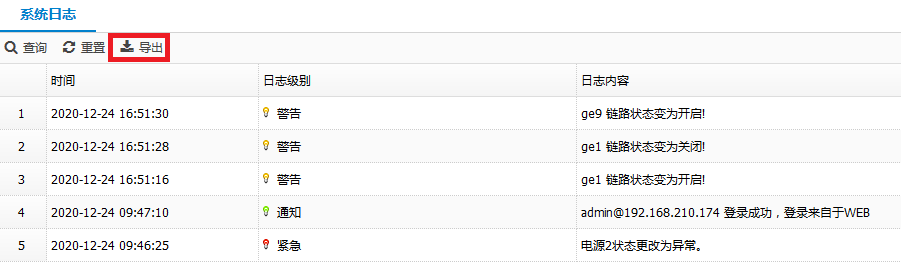 系统日志
查询 重置 导出
时间 日志级别 日志内容
1 2020-12-24 16:51:30 警告 ge9 链路状态变为开启!
2 2020-12-24 16:51:28 警告 ge1 链路状态变为关闭!
3 2020-12-24 16:51:16 警告 ge1 链路状态变为开启!
4 2020-12-24 09:47:10 通知 admin@192.168.210.174 登录成功，登录来自于WEB
5 2020-12-24 09:46:25 紧急 电源2状态更改为异常。